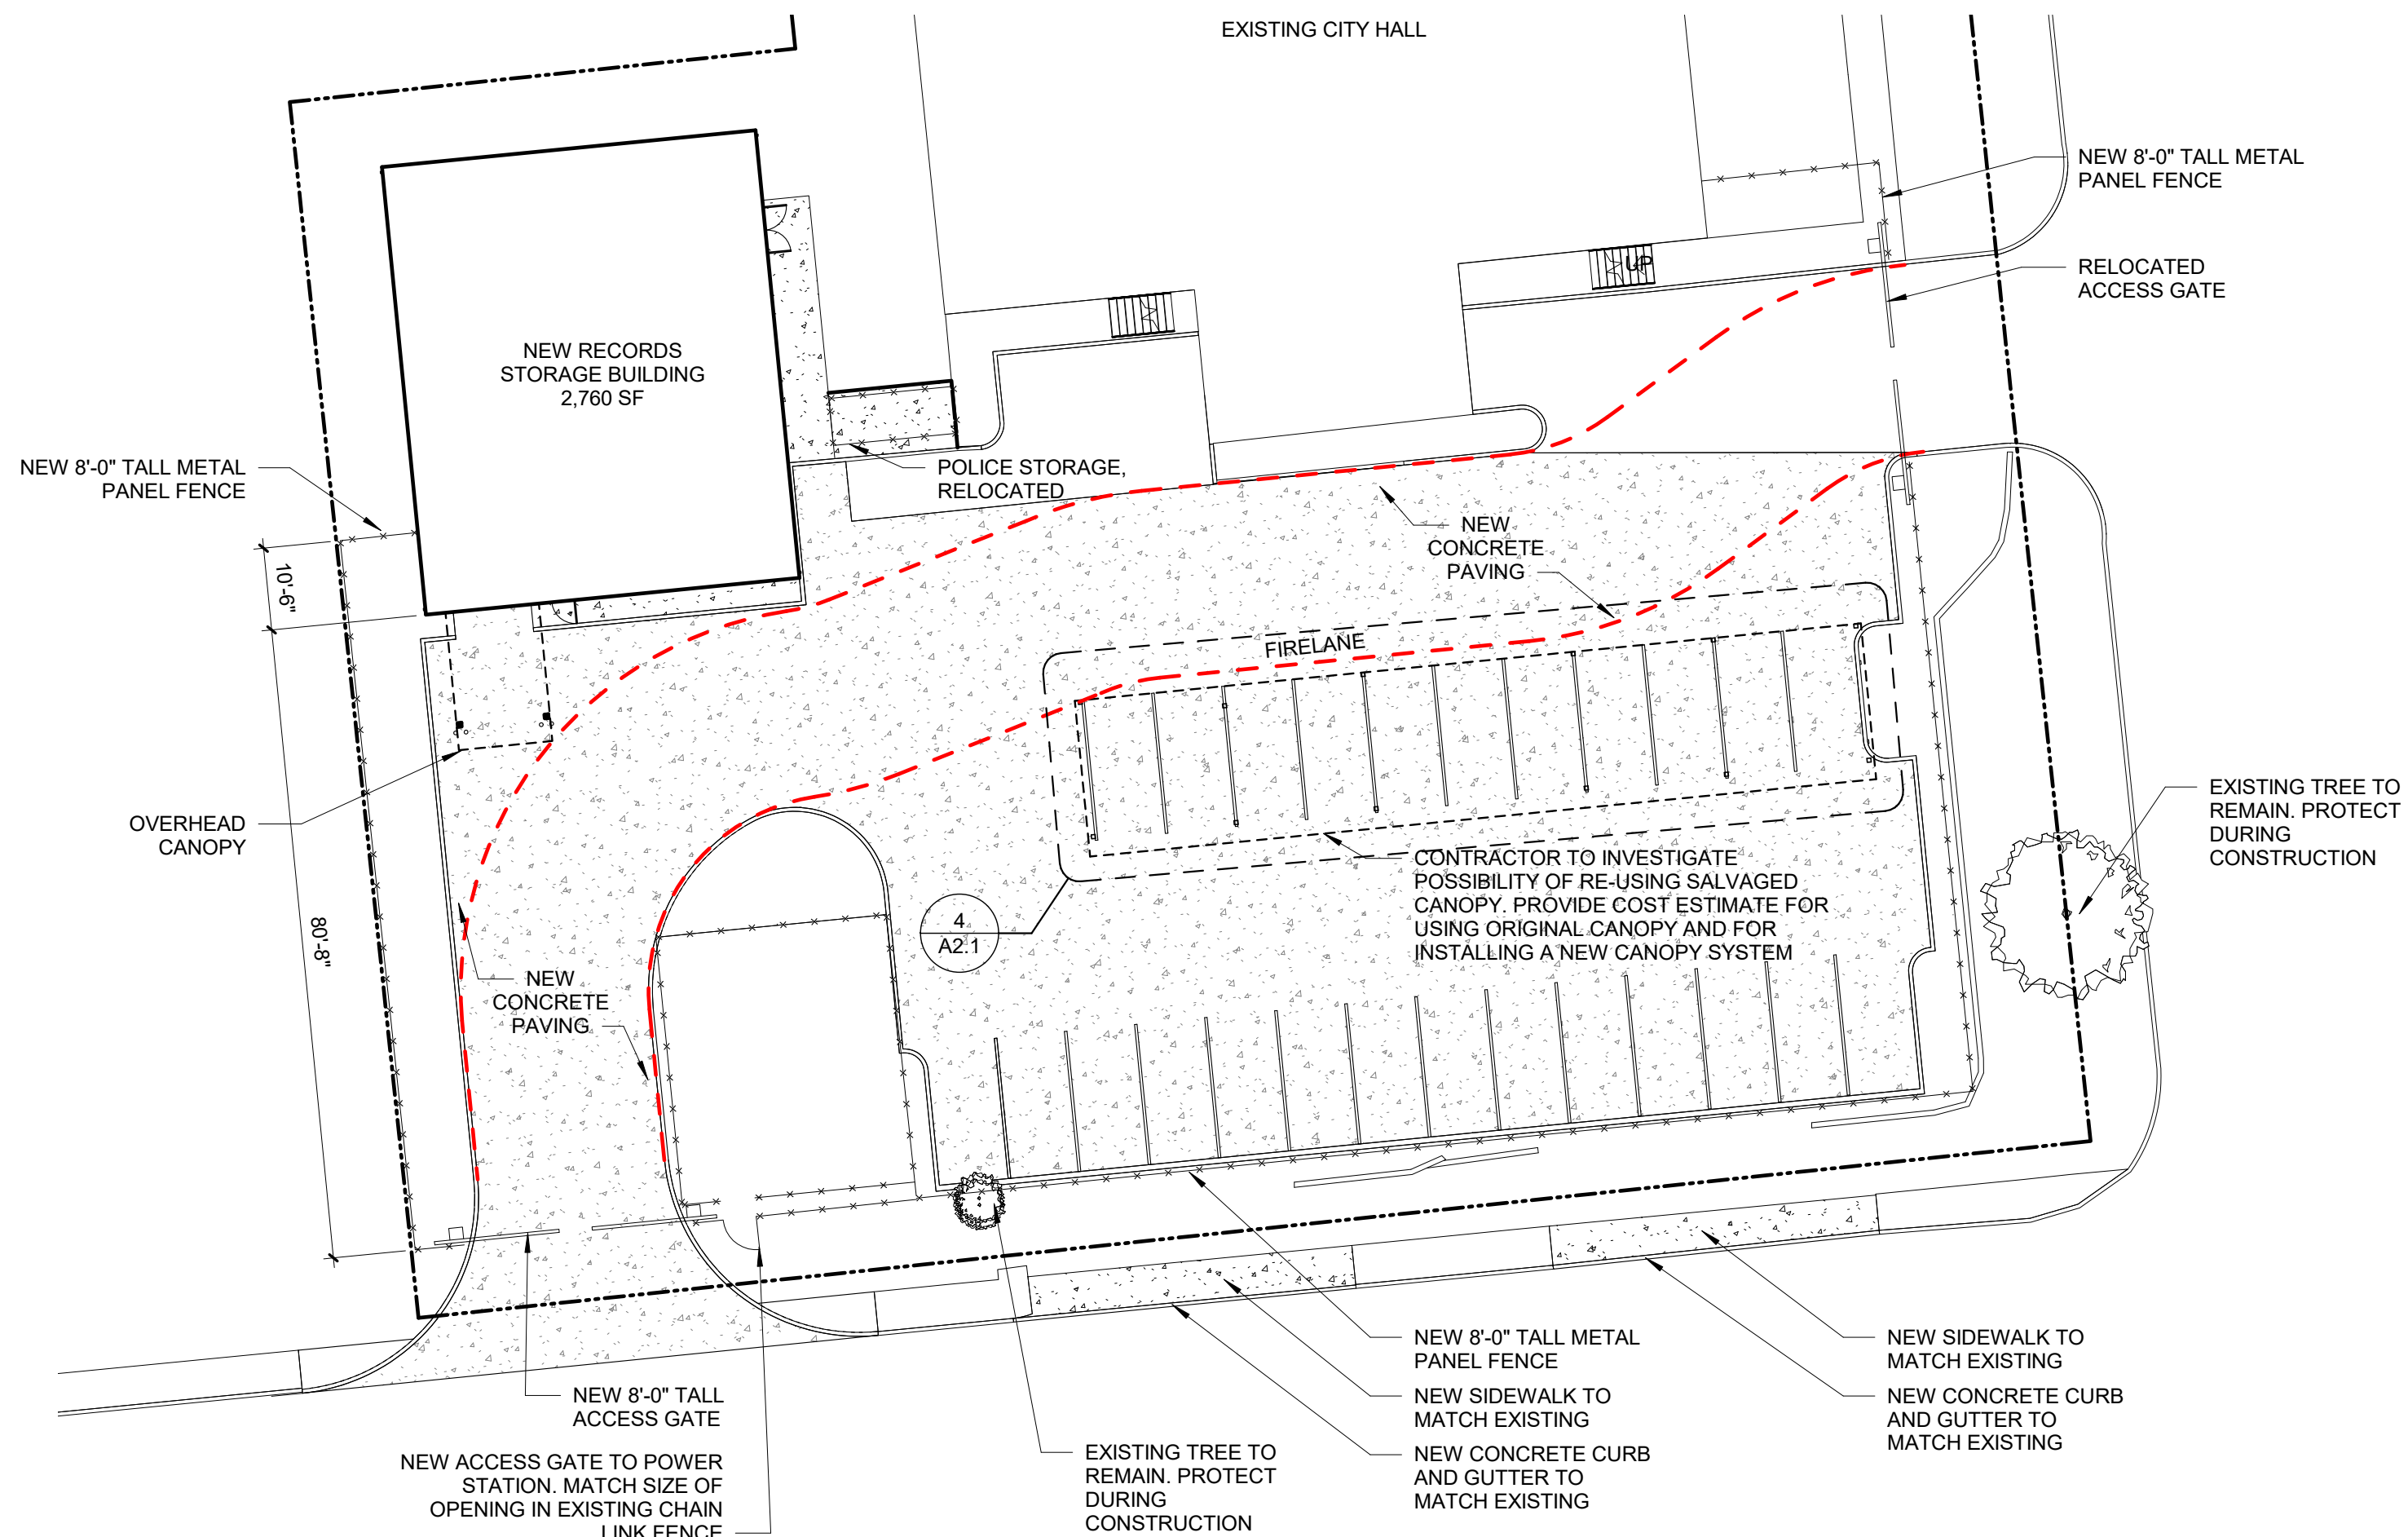 EXISTING CITY HALL
NEW 8'-0" TALL METAL
PANEL FENCE
RELOCATED
ACCESS GATE
UP
NEW RECORDS
STORAGE BUILDING
2,760 SF
NEW 8'-0" TALL METAL
PANEL FENCE
POLICE STORAGE,
RELOCATED
NEW
CONCRETE
PAVING
10'-6"
FIRELANE
OVERHEAD
CANOPY
EXISTING TREE TO
REMAIN. PROTECT
DURING
CONSTRUCTION
CONTRACTOR TO INVESTIGATE
POSSIBILITY OF RE-USING SALVAGED
CANOPY. PROVIDE COST ESTIMATE FOR
USING ORIGINAL CANOPY AND FOR
INSTALLING A NEW CANOPY SYSTEM
4
A2.1
80'-8"
NEW
CONCRETE
PAVING
NEW 8'-0" TALL
ACCESS GATE
NEW ACCESS GATE TO POWER
STATION. MATCH SIZE OF
OPENING IN EXISTING CHAIN
LINK FENCE
EXISTING TREE TO
REMAIN. PROTECT
DURING
CONSTRUCTION
NEW 8'-0" TALL METAL
PANEL FENCE
NEW SIDEWALK TO
MATCH EXISTING
NEW CONCRETE CURB
AND GUTTER TO
MATCH EXISTING
NEW SIDEWALK TO
MATCH EXISTING
NEW CONCRETE CURB
AND GUTTER TO
MATCH EXISTING